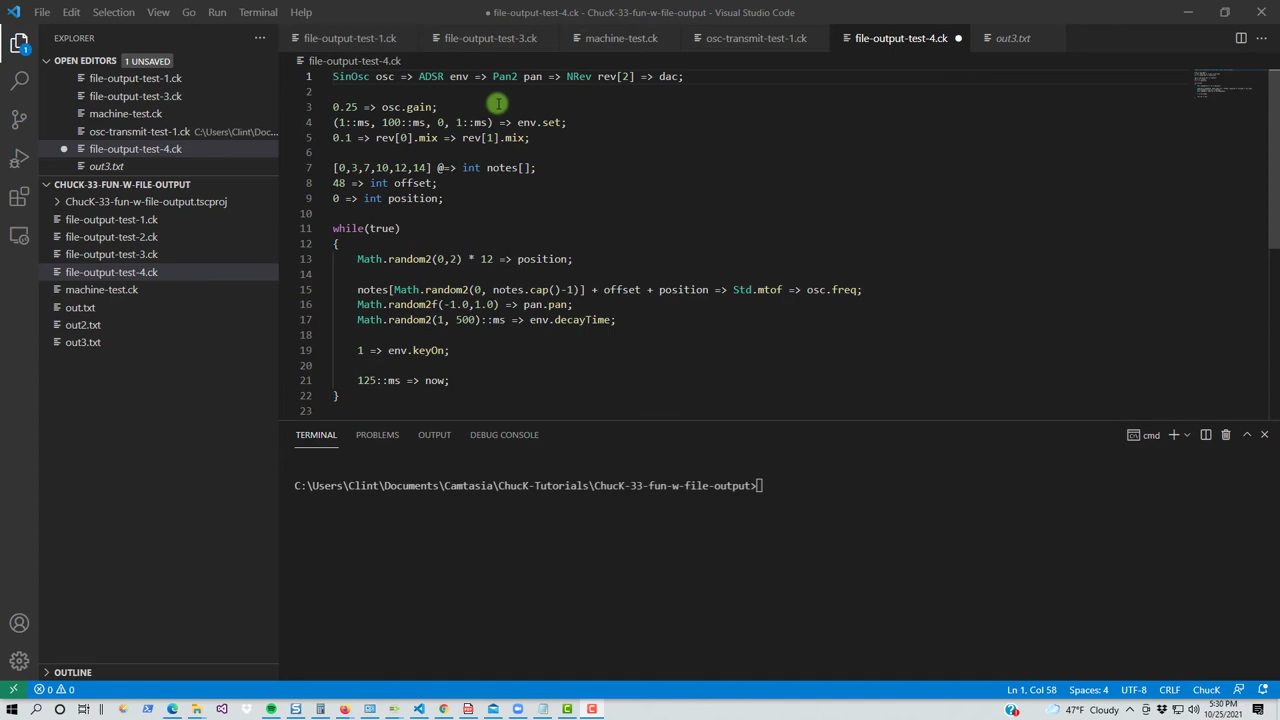 File Edit Selection View Go Run Terminal Help
● file-output-test-4.ck - ChucK-33-fun-w-file-output - Visual Studio Code
EXPLORER
file-output-test-1.ck
file-output-test-3.ck
machine-test.ck
osc-transmit-test-1.ck
file-output-test-4.ck ●
out3.txt
OPEN EDITORS 1 UNSAVED
file-output-test-1.ck
file-output-test-3.ck
machine-test.ck
osc-transmit-test-1.ck C:\Users\Clint\Doc...
● file-output-test-4.ck
out3.txt
CHUCK-33-FUN-W-FILE-OUTPUT
ChucK-33-fun-w-file-output.tscproj
file-output-test-1.ck
file-output-test-2.ck
file-output-test-3.ck
file-output-test-4.ck
machine-test.ck
out.txt
out2.txt
out3.txt
OUTLINE
file-output-test-4.ck
1 SinOsc osc => ADSR env => Pan2 pan => NRev rev[2] => dac;
2
3 0.25 => osc.gain;
4 (1::ms, 100::ms, 0, 1::ms) => env.set;
5 0.1 => rev[0].mix => rev[1].mix;
6
7 [0,3,7,10,12,14] @=> int notes[];
8 48 => int offset;
9 0 => int position;
10
11 while(true)
12 {
13 Math.random2(0,2) * 12 => position;
14
15 notes[Math.random2(0, notes.cap()-1)] + offset + position => Std.mtof => osc.freq;
16 Math.random2f(-1.0,1.0) => pan.pan;
17 Math.random2(1, 500)::ms => env.decayTime;
18
19 1 => env.keyOn;
20
21 125::ms => now;
22 }
23
TERMINAL PROBLEMS OUTPUT DEBUG CONSOLE
cmd
C:\Users\Clint\Documents\Camtasia\ChucK-Tutorials\ChucK-33-fun-w-file-output>
0 0
Ln 1, Col 58 Spaces: 4 UTF-8 CRLF ChucK
47°F Cloudy
5:30 PM
10/25/2021